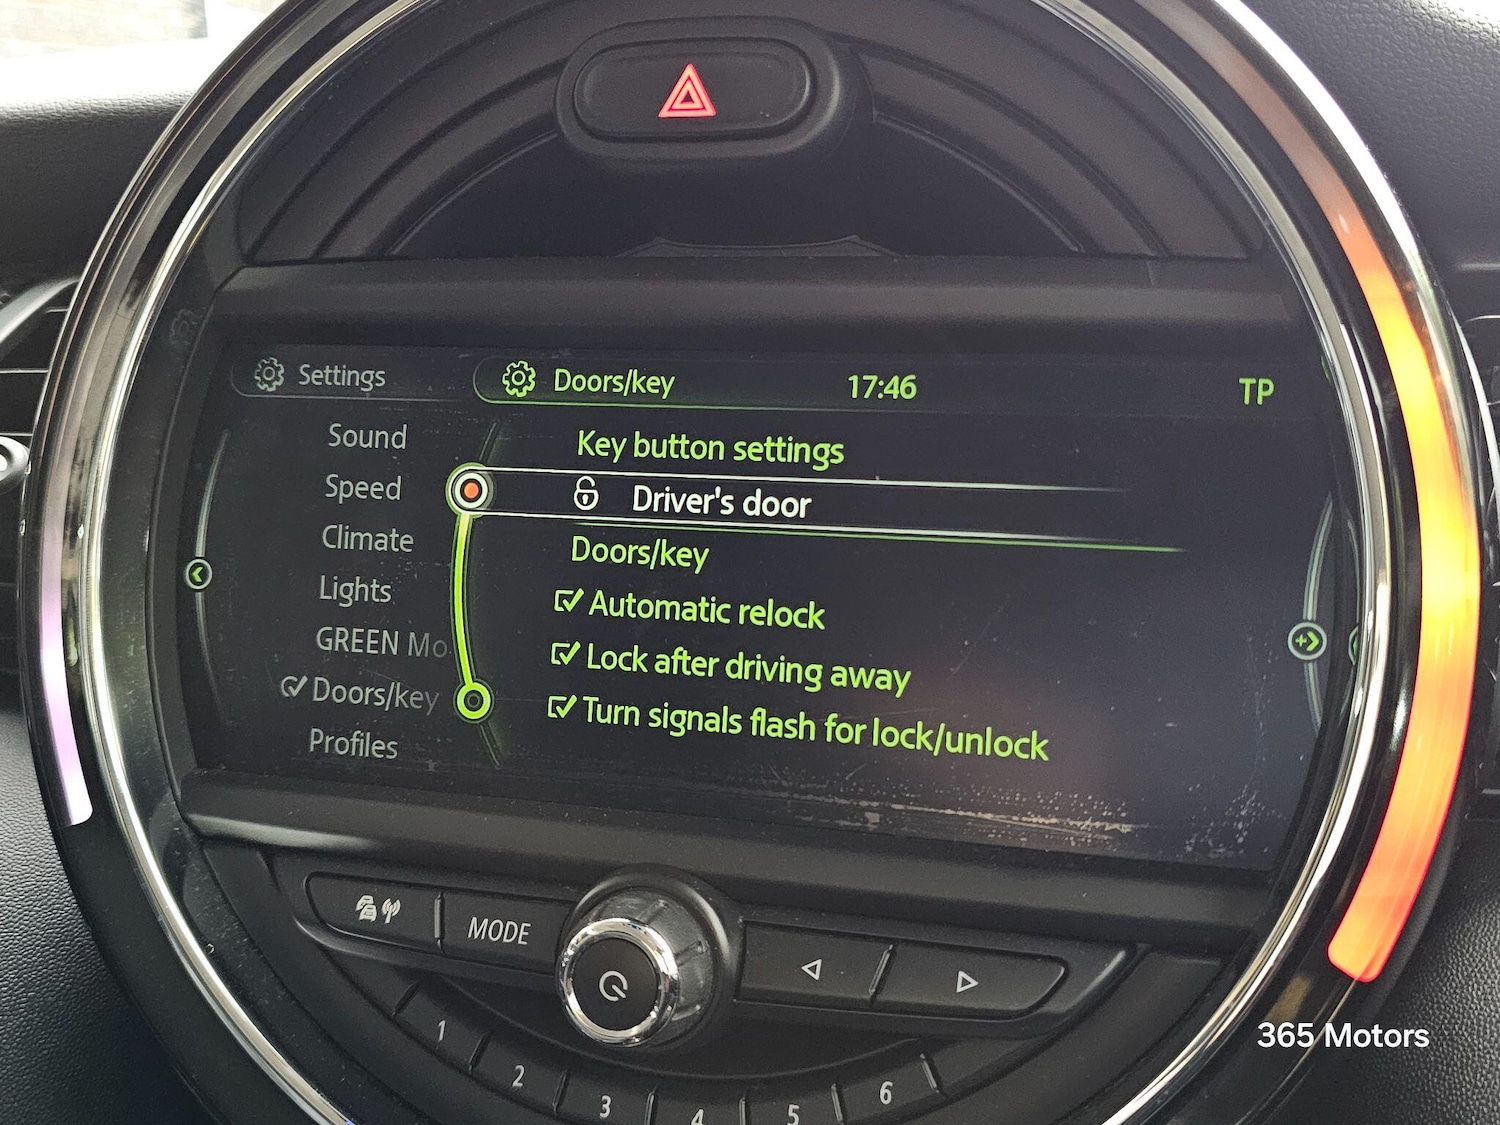 Settings
Doors/key
17:46
TP
Sound
Speed
Climate
Lights
GREEN Mo
Doors/key
Profiles
Key button settings
Driver's door
Doors/key
Automatic relock
Lock after driving away
Turn signals flash for lock/unlock
MODE
1
2
3
4
5
6
365 Motors